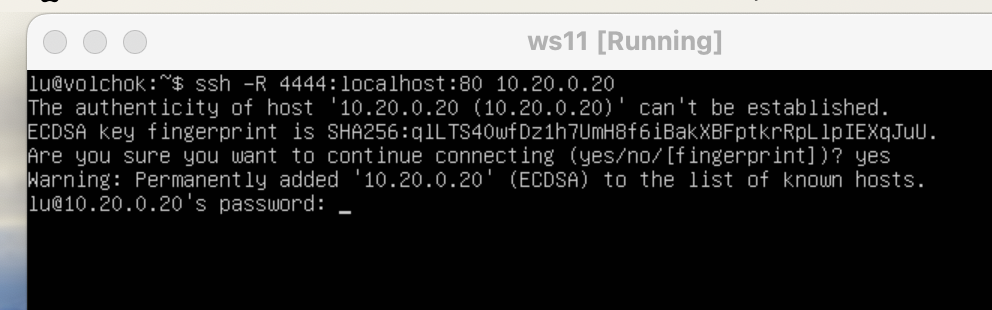 ws11 [Running]
lu@volchok:~$ ssh -R 4444:localhost:80 10.20.0.20
The authenticity of host '10.20.0.20 (10.20.0.20)' can't be established.
ECDSA key fingerprint is SHA256:qlLTS40wfDz1h7UmH8f6iBakXBFptkrRpLlpIEXqJuU.
Are you sure you want to continue connecting (yes/no/[fingerprint])? yes
Warning: Permanently added '10.20.0.20' (ECDSA) to the list of known hosts.
lu@10.20.0.20's password: _